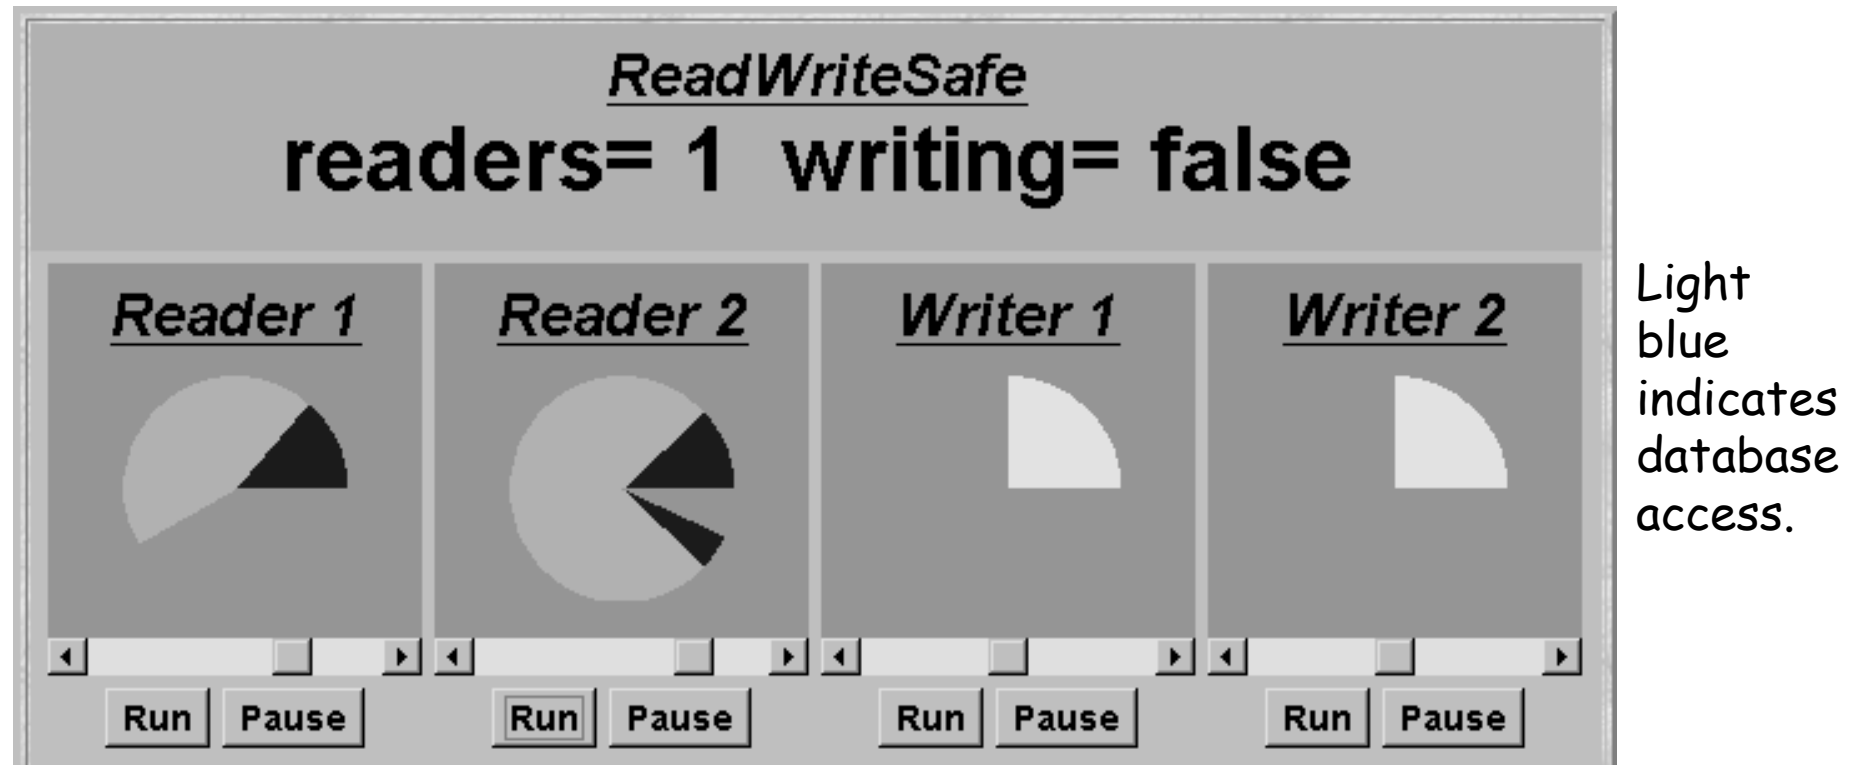 ReadWriteSafe
readers= 1 writing= false
Reader 1
Reader 2
Writer 1
Writer 2
Run
Pause
Run
Pause
Run
Pause
Run
Pause
Light
blue
indicates
database
access.